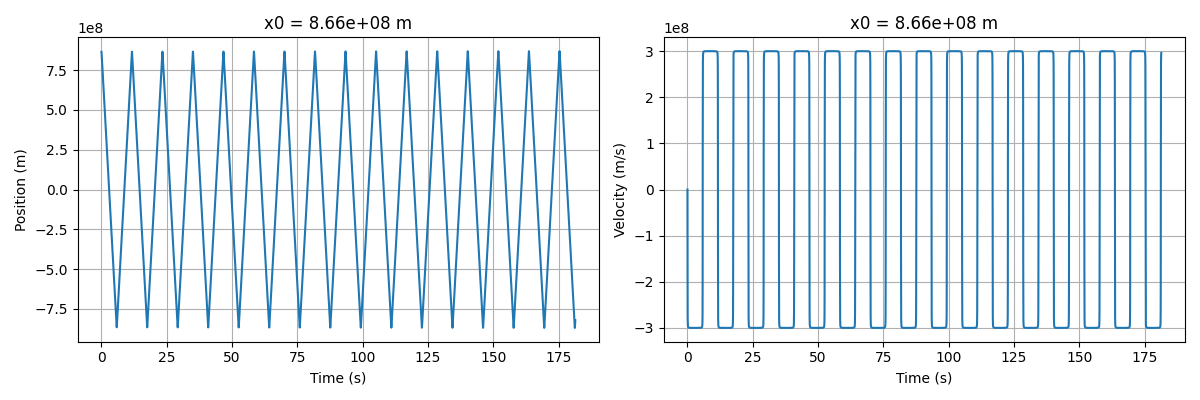 x0 = 8.66e+08 m
1e8
7.5
5.0
2.5
0.0
−2.5
−5.0
−7.5
Position (m)
0 25 50 75 100 125 150 175
Time (s)
x0 = 8.66e+08 m
1e8
3
2
1
0
−1
−2
−3
Velocity (m/s)
0 25 50 75 100 125 150 175
Time (s)